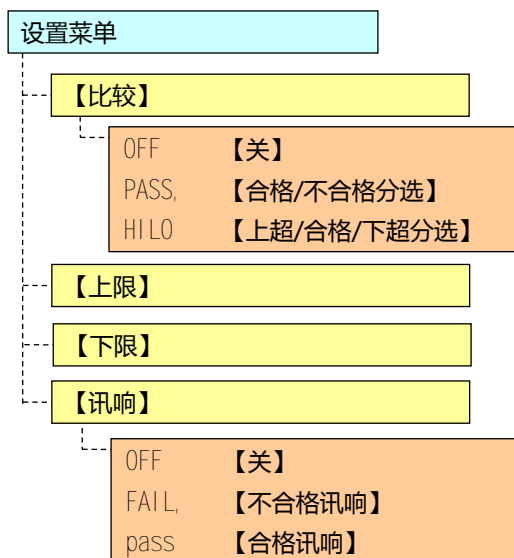 设置菜单
【比较】
OFF 【关】
PASS, 【合格/不合格分选】
HILO 【上超/合格/下超分选】
【上限】
【下限】
【讯响】
OFF 【关】
FAIL, 【不合格讯响】
pass 【合格讯响】